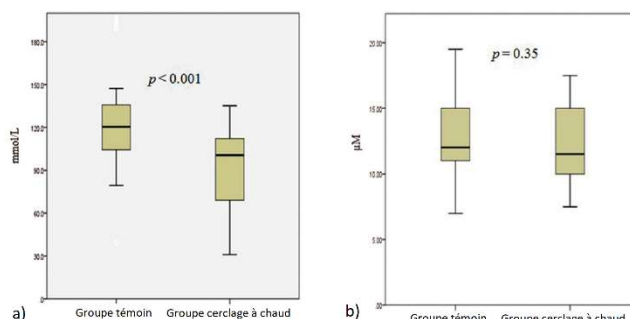 180.0
150.0
120.0
90.0
60.0
30.0
.0
mmol/L
p < 0.001
Groupe témoin
Groupe cerclage à chaud
a)
20.00
15.00
10.00
5.00
.00
µM
p = 0.35
Groupe témoin
Groupe cerclage à chaud
b)